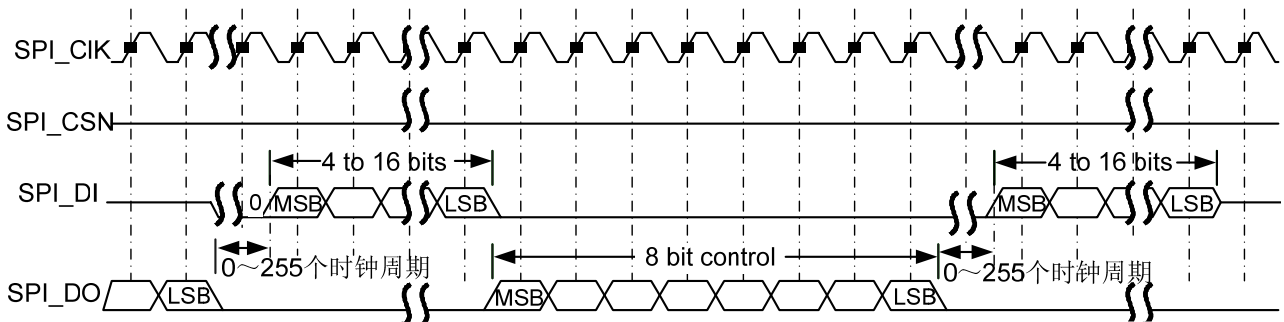 SPI_ClK
SPI_CSN
4 to 16 bits
4 to 16 bits
SPI_DI
0
MSB
LSB
MSB
LSB
0～255个时钟周期
8 bit control
0～255个时钟周期
SPI_DO
LSB
MSB
LSB